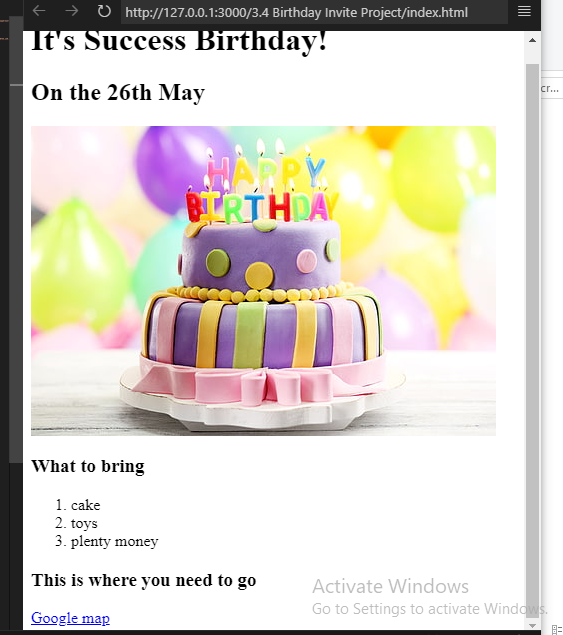 http://127.0.0.1:3000/3.4 Birthday Invite Project/index.html
It's Success Birthday!
cr...
On the 26th May
HAPPY
BIRTHDAY
What to bring
1. cake
2. toys
3. plenty money
This is where you need to go
Activate Windows
Go to Settings to activate Windows.
Google map